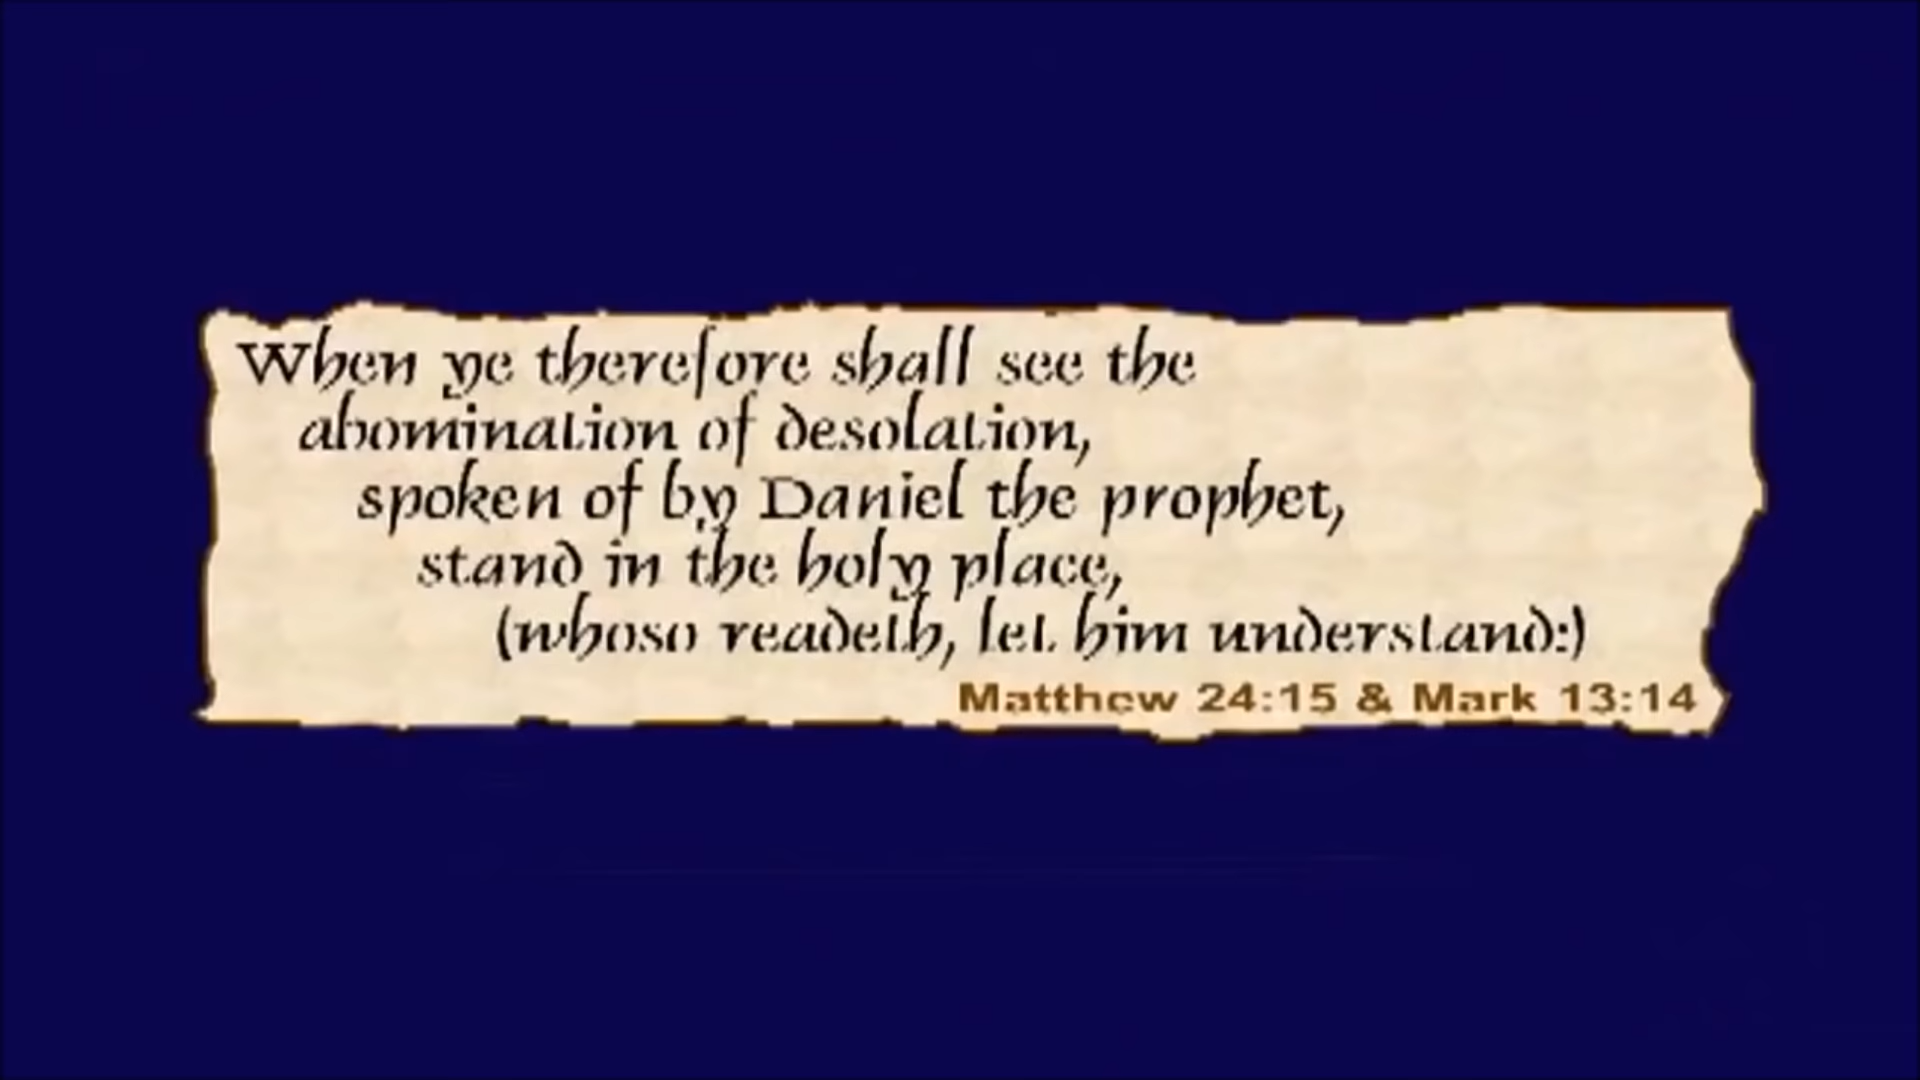 When ye therefore shall see the
abomination of desolation,
spoken of by Daniel the prophet,
stand in the holy place,
(whoso readeth, let him understand:)
Matthew 24:15 & Mark 13:14